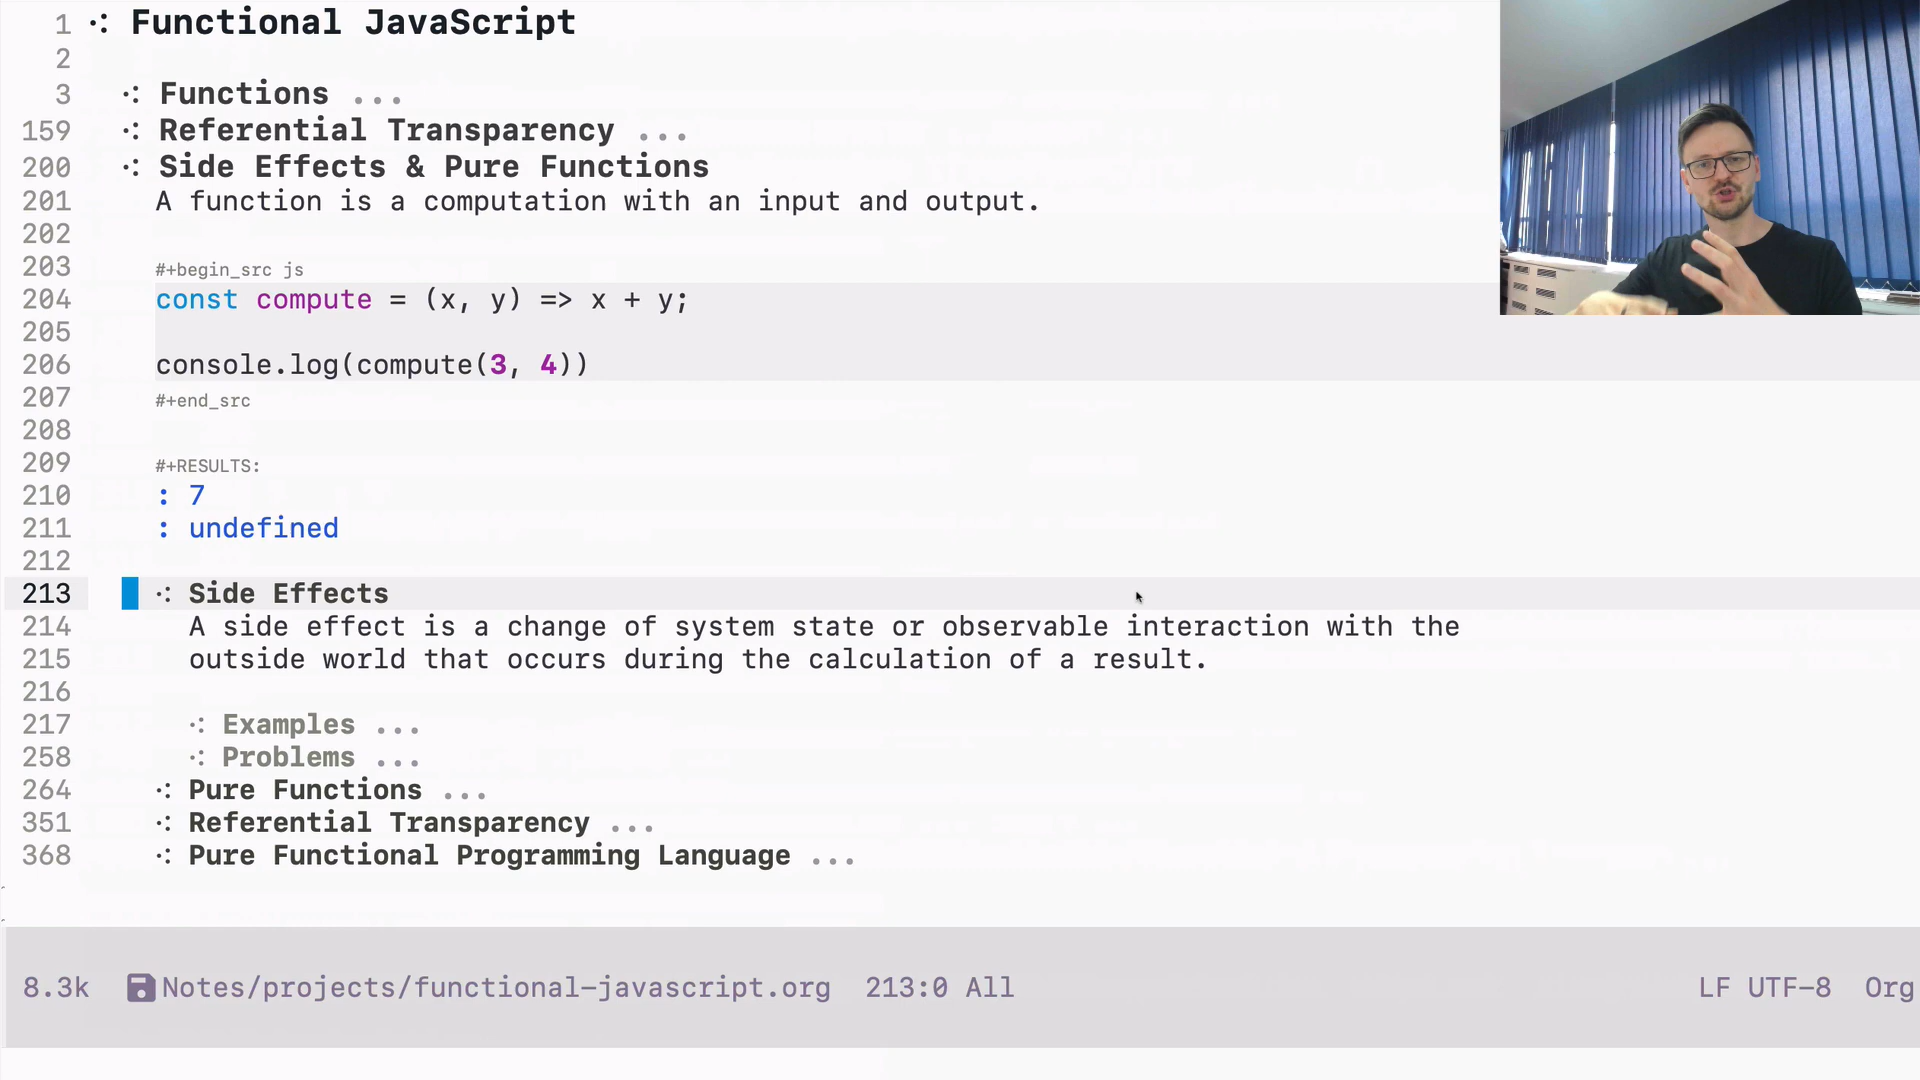 1 Functional JavaScript
2
3 Functions ...
159 Referential Transparency ...
200 Side Effects & Pure Functions
201 A function is a computation with an input and output.
202
203 #+begin_src js
204 const compute = (x, y) => x + y;
205
206 console.log(compute(3, 4))
207 #+end_src
208
209 #+RESULTS:
210 : 7
211 : undefined
212
213 Side Effects
214 A side effect is a change of system state or observable interaction with the
215 outside world that occurs during the calculation of a result.
216
217 Examples ...
258 Problems ...
264 Pure Functions ...
351 Referential Transparency ...
368 Pure Functional Programming Language ...
8.3k Notes/projects/functional-javascript.org 213:0 All LF UTF-8 Org